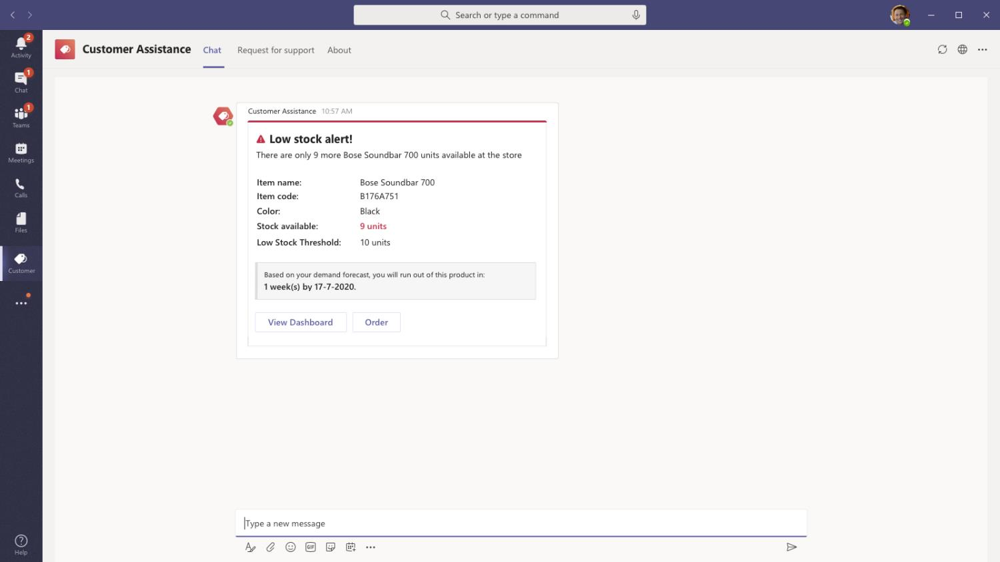 Search or type a command
2
Activity
1
Chat
1
Teams
Meetings
Calls
Files
Customer
Help
Customer Assistance Chat Request for support About
Customer Assistance 10:57 AM
Low stock alert!
There are only 9 more Bose Soundbar 700 units available at the store
Item name: Bose Soundbar 700
Item code: B176A751
Color: Black
Stock available: 9 units
Low Stock Threshold: 10 units
Based on your demand forecast, you will run out of this product in:
1 week(s) by 17-7-2020.
View Dashboard Order
Type a new message
GIF